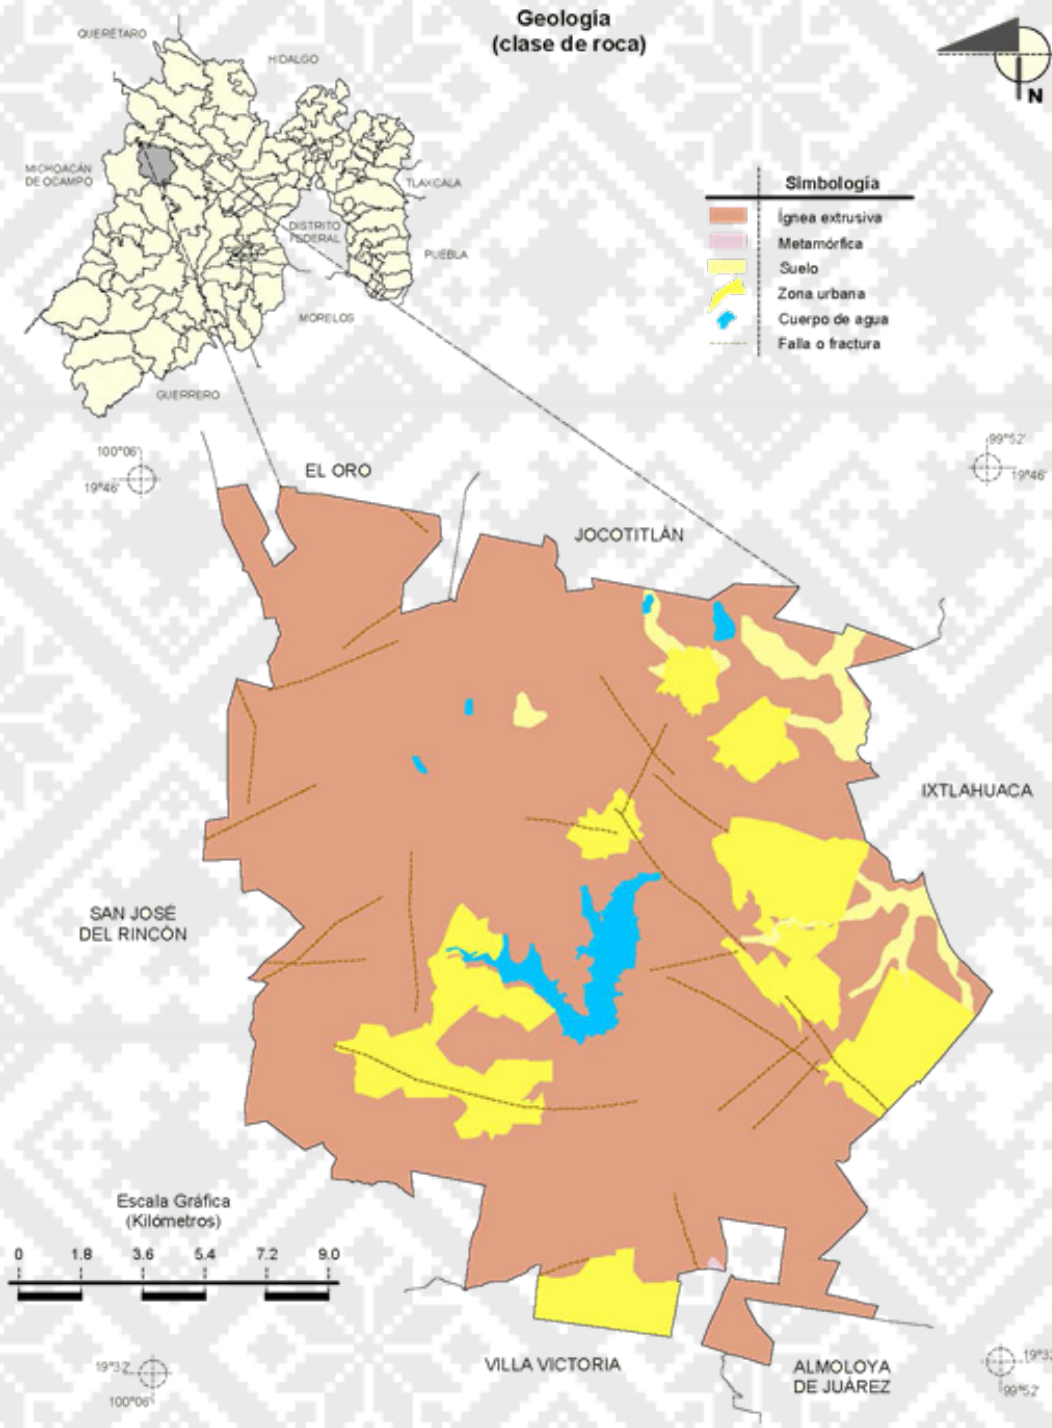 Geología
(clase de roca)
QUERÉTARO
HIDALGO
MICHOACÁN
DE OCAMPO
TLAXCALA
DISTRITO
FEDERAL
PUEBLA
MORELOS
GUERRERO
N
Simbología
Ígnea extrusiva
Metamórfica
Suelo
Zona urbana
Cuerpo de agua
Falla o fractura
100°06'
19°46'
99°52'
19°46'
EL ORO
JOCOTITLÁN
IXTLAHUACA
SAN JOSÉ
DEL RINCÓN
Escala Gráfica
(Kilómetros)
0 1.8 3.6 5.4 7.2 9.0
VILLA VICTORIA
ALMOLOYA
DE JUÁREZ
19°32'
100°06'
19°32'
99°52'